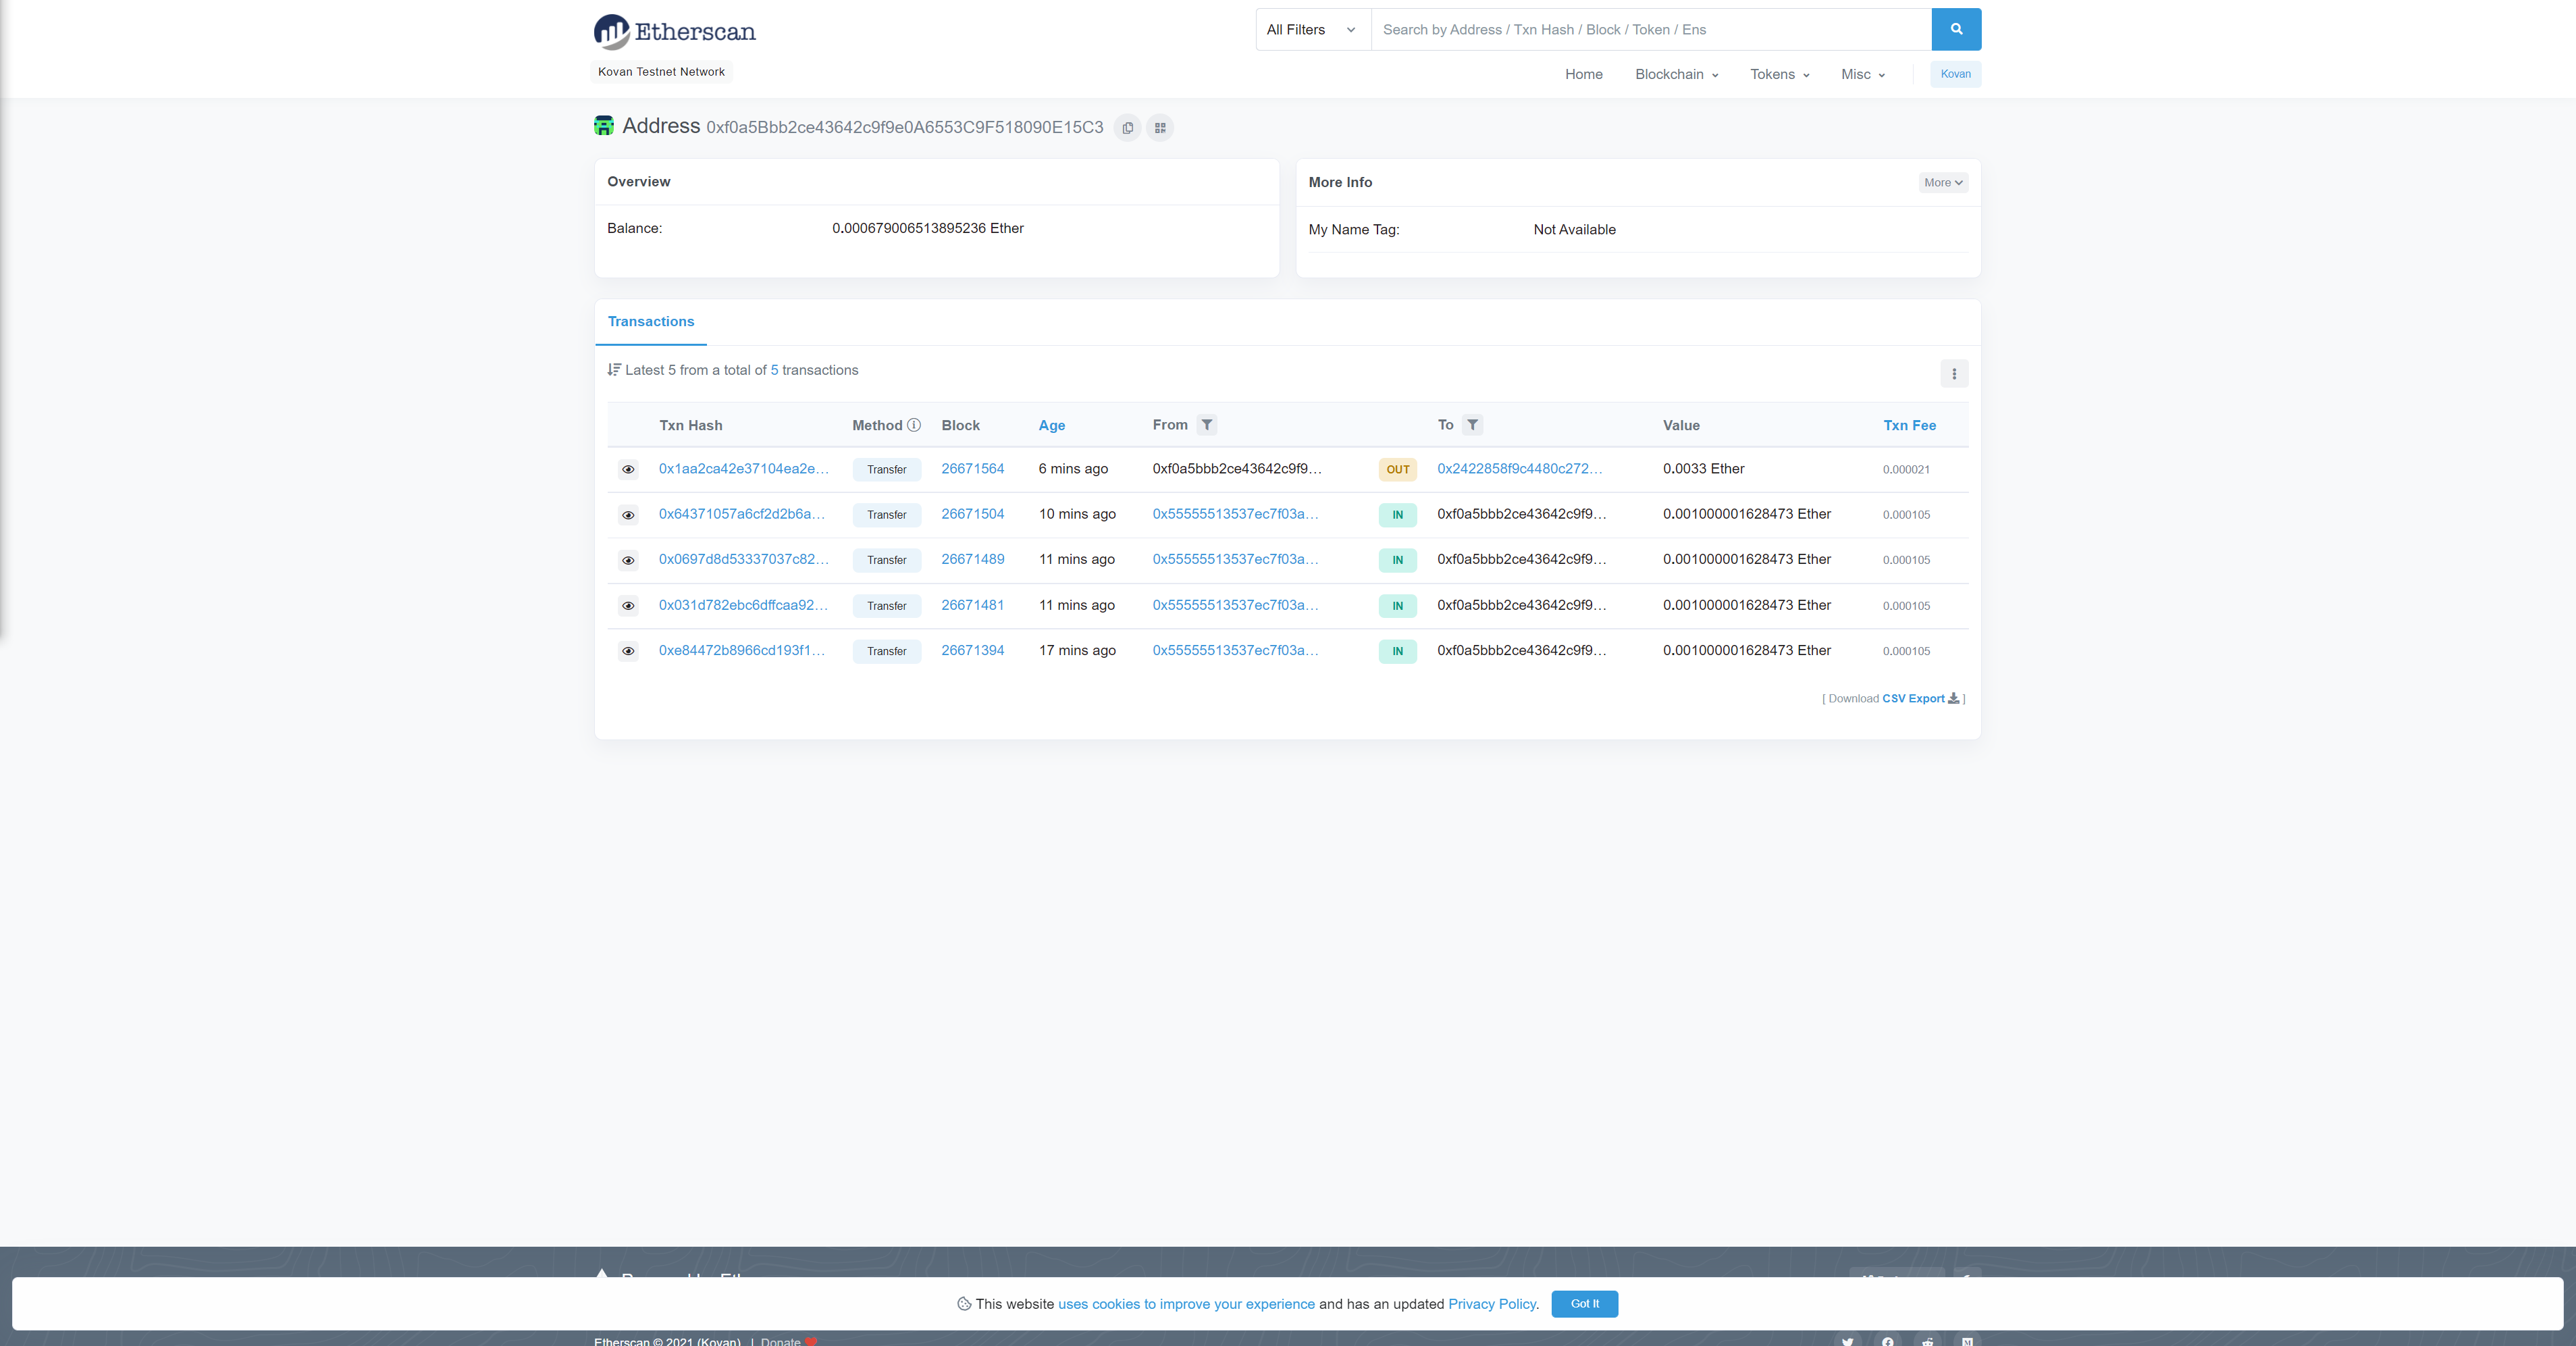 Etherscan
All Filters
Search by Address / Txn Hash / Block / Token / Ens
Kovan Testnet Network
Home Blockchain Tokens Misc Kovan
Address 0xf0a5Bbb2ce43642c9f9e0A6553C9F518090E15C3
Overview
Balance: 0.000679006513895236 Ether
More Info More
My Name Tag: Not Available
Transactions
Latest 5 from a total of 5 transactions
Txn Hash Method Block Age From To Value Txn Fee
0x1aa2ca42e37104ea2e... Transfer 26671564 6 mins ago 0xf0a5bbb2ce43642c9f9... OUT 0x2422858f9c4480c272... 0.0033 Ether 0.000021
0x64371057a6cf2d2b6a... Transfer 26671504 10 mins ago 0x55555513537ec7f03a... IN 0xf0a5bbb2ce43642c9f9... 0.001000001628473 Ether 0.000105
0x0697d8d53337037c82... Transfer 26671489 11 mins ago 0x55555513537ec7f03a... IN 0xf0a5bbb2ce43642c9f9... 0.001000001628473 Ether 0.000105
0x031d782ebc6dffcaa92... Transfer 26671481 11 mins ago 0x55555513537ec7f03a... IN 0xf0a5bbb2ce43642c9f9... 0.001000001628473 Ether 0.000105
0xe84472b8966cd193f1... Transfer 26671394 17 mins ago 0x55555513537ec7f03a... IN 0xf0a5bbb2ce43642c9f9... 0.001000001628473 Ether 0.000105
[ Download CSV Export ]
This website uses cookies to improve your experience and has an updated Privacy Policy. Got It
Etherscan © 2021 (Kovan) | Donate